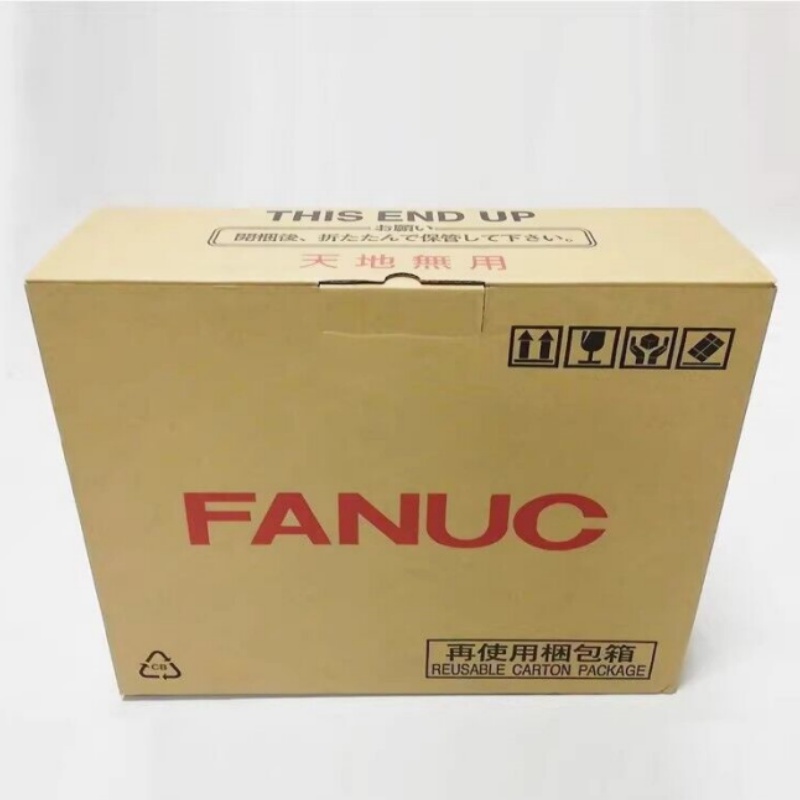 THIS END UP
お願い
開梱後、折たたんで保管して下さい。
天地無用
FANUC
CB
再使用梱包箱
REUSABLE CARTON PACKAGE